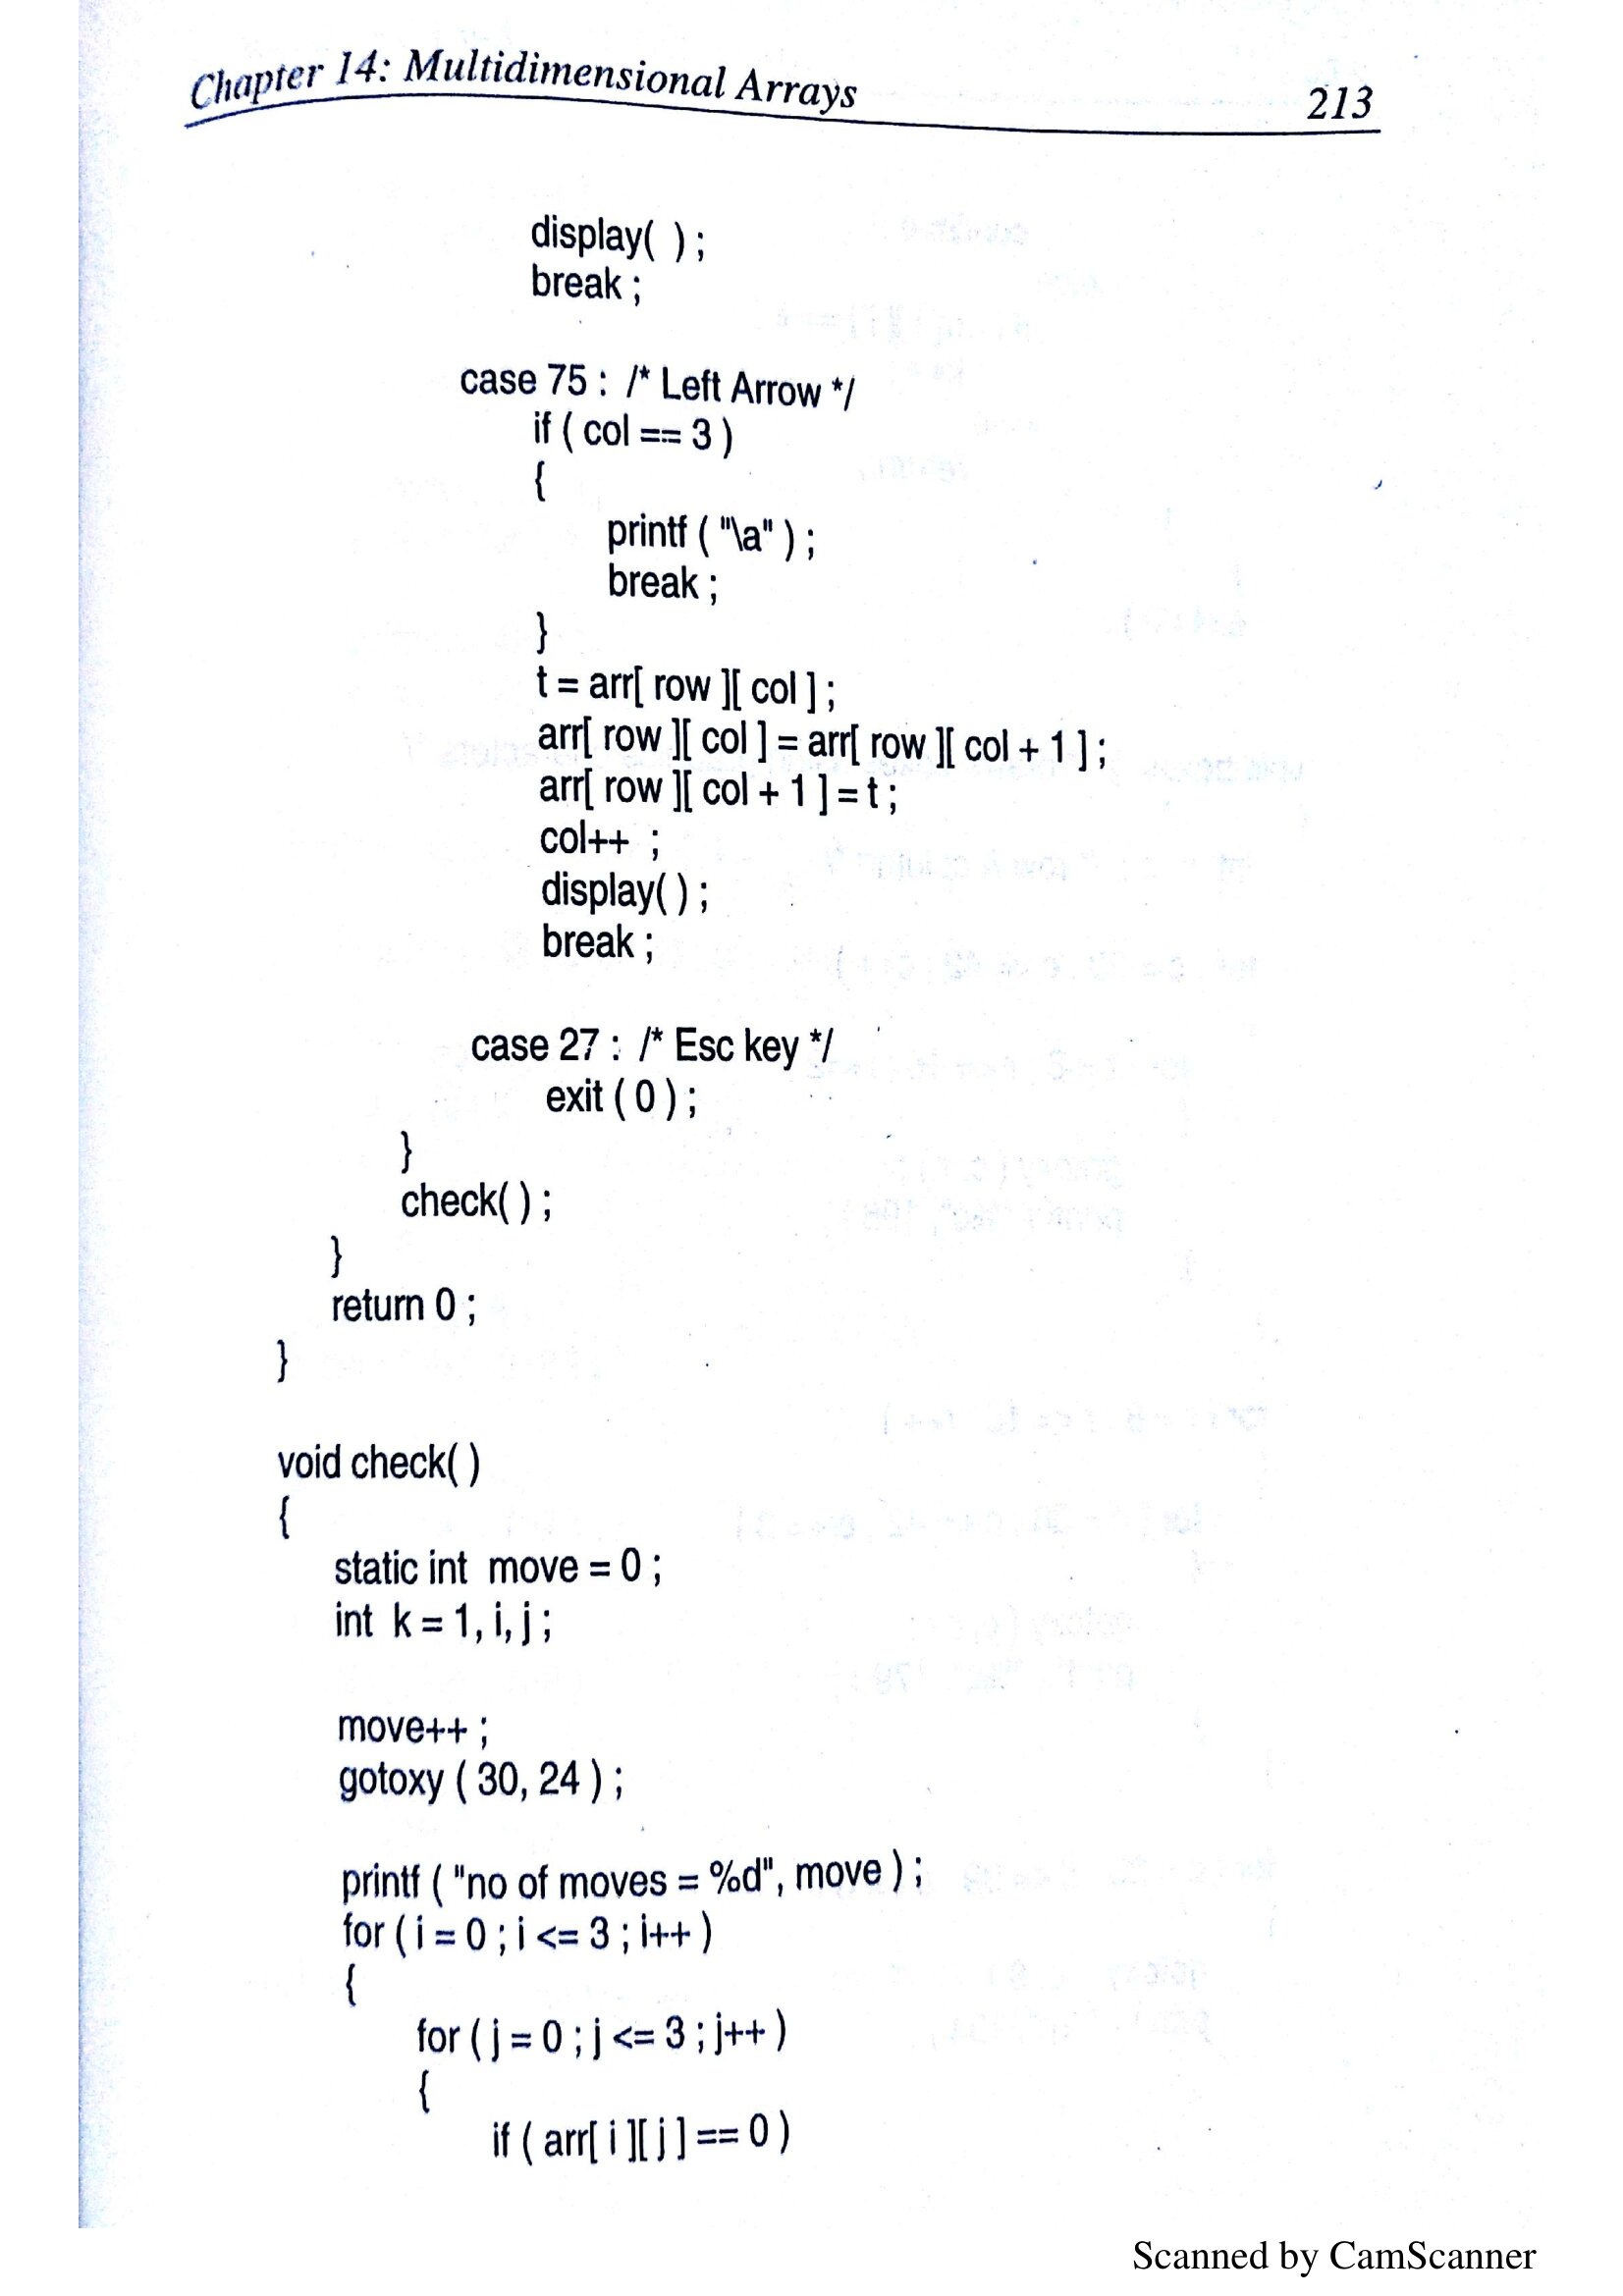 Chapter 14: Multidimensional Arrays 213
display( ) ;
break ;
case 75 : /* Left Arrow */
if ( col == 3 )
{
printf ( "\a" ) ;
break ;
}
t = arr[ row ][ col ] ;
arr[ row ][ col ] = arr[ row ][ col + 1 ] ;
arr[ row ][ col + 1 ] = t ;
col++ ;
display( ) ;
break ;
case 27 : /* Esc key */
exit ( 0 ) ;
}
check( ) ;
}
return 0 ;
}
void check( )
{
static int move = 0 ;
int k = 1, i, j ;
move++ ;
gotoxy ( 30, 24 ) ;
printf ( "no of moves = %d", move ) ;
for ( i = 0 ; i <= 3 ; i++ )
{
for ( j = 0 ; j <= 3 ; j++ )
{
if ( arr[ i ][ j ] == 0 )
Scanned by CamScanner